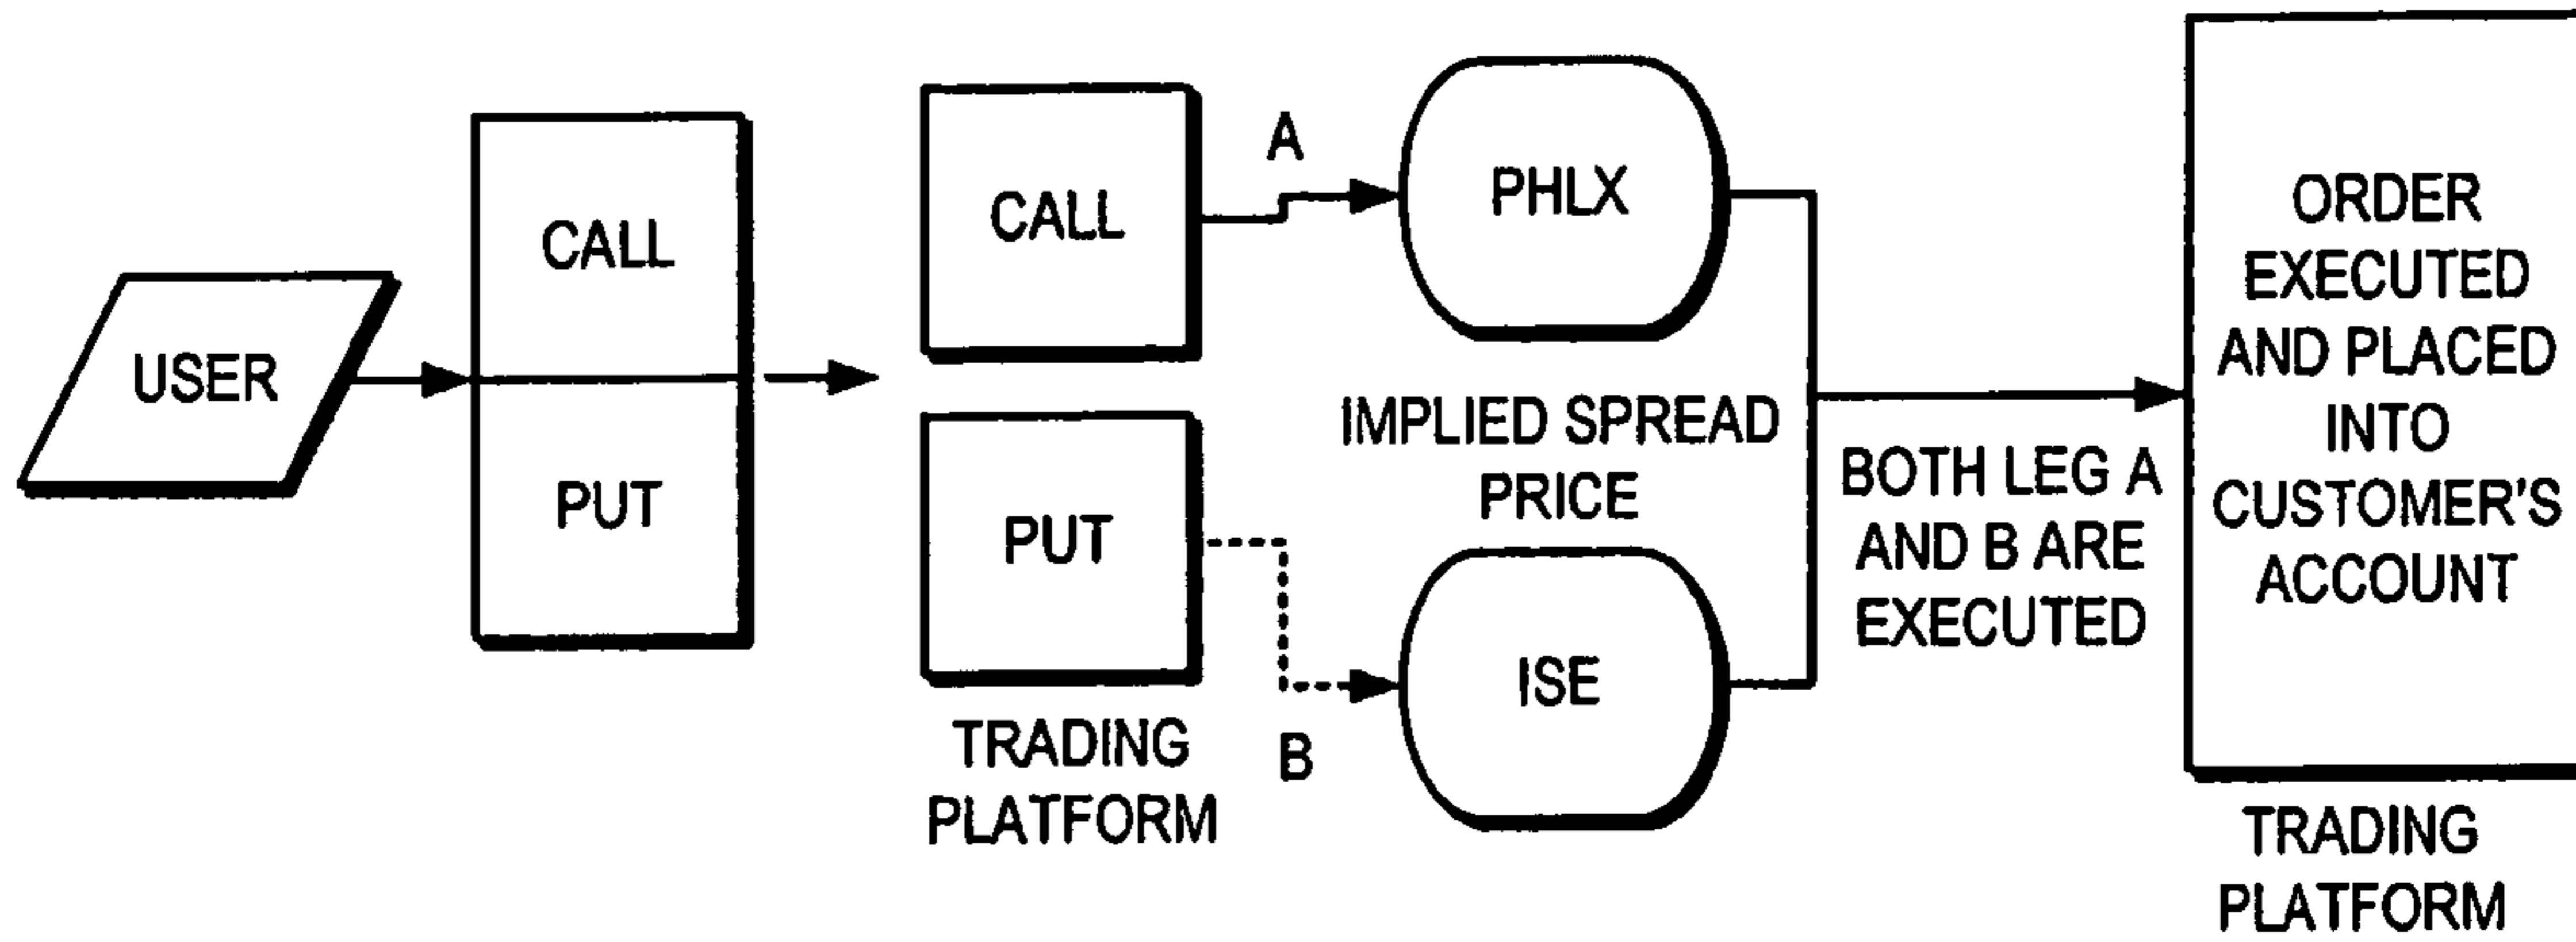 USER
CALL
PUT
CALL
PUT
TRADING
PLATFORM
A
B
PHLX
IMPLIED SPREAD
PRICE
ISE
BOTH LEG A
AND B ARE
EXECUTED
ORDER
EXECUTED
AND PLACED
INTO
CUSTOMER'S
ACCOUNT
TRADING
PLATFORM